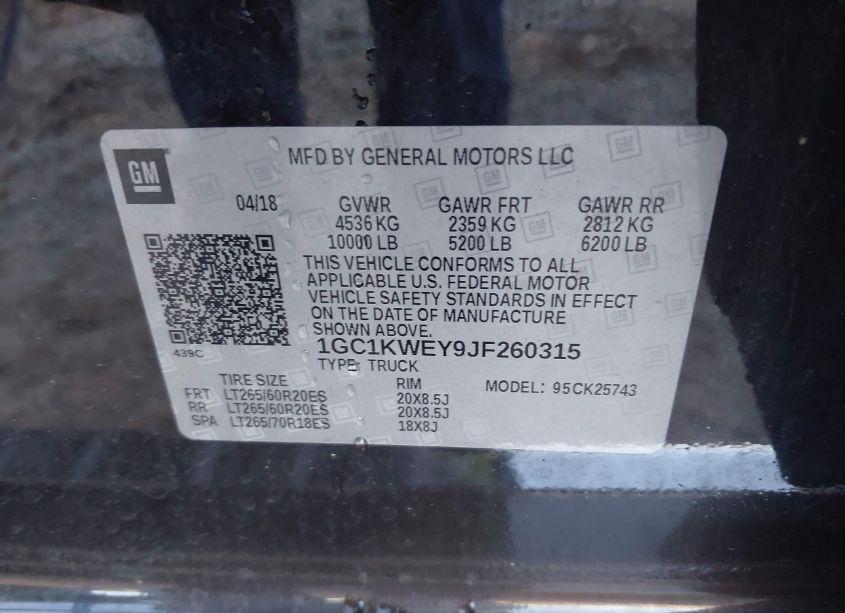 GM
MFD BY GENERAL MOTORS LLC
04/18 GVWR GAWR FRT GAWR RR
4536 KG 2359 KG 2812 KG
10000 LB 5200 LB 6200 LB
THIS VEHICLE CONFORMS TO ALL
APPLICABLE U.S. FEDERAL MOTOR
VEHICLE SAFETY STANDARDS IN EFFECT
ON THE DATE OF MANUFACTURE
SHOWN ABOVE.
439C
1GC1KWEY9JF260315
TYPE: TRUCK
TIRE SIZE RIM MODEL: 95CK25743
FRT LT265/60R20ES 20X8.5J
RR LT265/60R20ES 20X8.5J
SPA LT265/70R18ES 18X8J